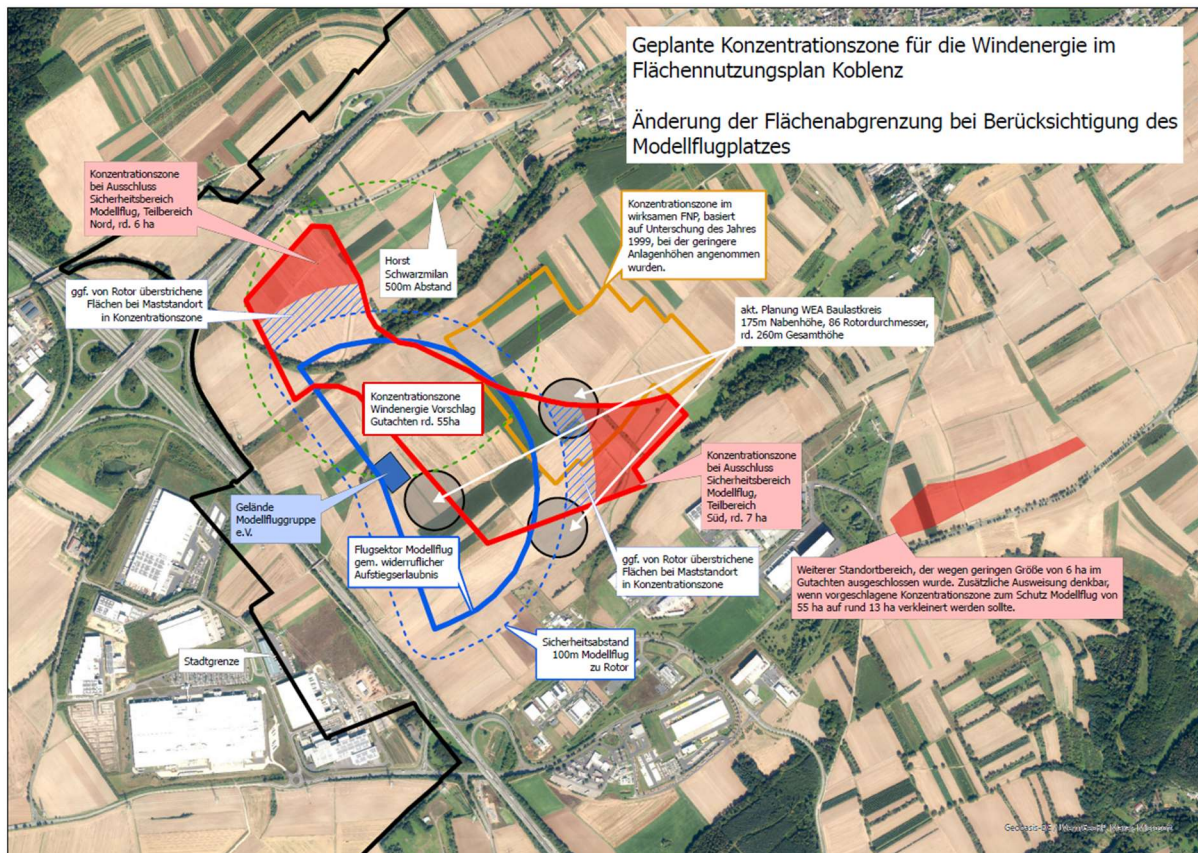 Geplante Konzentrationszone für die Windenergie im
Flächennutzungsplan Koblenz
Änderung der Flächenabgrenzung bei Berücksichtigung des
Modellflugplatzes
Konzentrationszone
bei Ausschluss
Sicherheitsbereich
Modellflug, Teilbereich
Nord, rd. 6 ha
Konzentrationszone im
wirksamen FNP, basiert
auf Unterschung des Jahres
1999, bei der geringere
Anlagenhöhen angenommen
wurden.
Horst
Schwarzmilan
500m Abstand
ggf. von Rotor überstrichene
Flächen bei Maststandort
in Konzentrationszone
akt. Planung WEA Baulastkreis
175m Nabenhöhe, 86 Rotordurchmesser,
rd. 260m Gesamthöhe
Konzentrationszone
Windenergie Vorschlag
Gutachten rd. 55ha
Konzentrationszone
bei Ausschluss
Sicherheitsbereich
Modellflug,
Teilbereich
Süd, rd. 7 ha
Gelände
Modellfluggruppe
e.V.
Flugsektor Modellflug
gem. widerruflicher
Aufstiegserlaubnis
ggf. von Rotor überstrichene
Flächen bei Maststandort
in Konzentrationszone
Weiterer Standortbereich, der wegen geringen Größe von 6 ha im
Gutachten ausgeschlossen wurde. Zusätzliche Ausweisung denkbar,
wenn vorgeschlagene Konzentrationszone zum Schutz Modellflug von
55 ha auf rund 13 ha verkleinert werden sollte.
Sicherheitsabstand
100m Modellflug
zu Rotor
Stadtgrenze